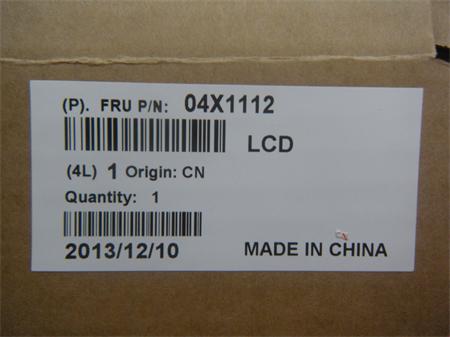 (P). FRU P/N: 04X1112
LCD
(4L) 1 Origin: CN
Quantity: 1
2013/12/10 MADE IN CHINA